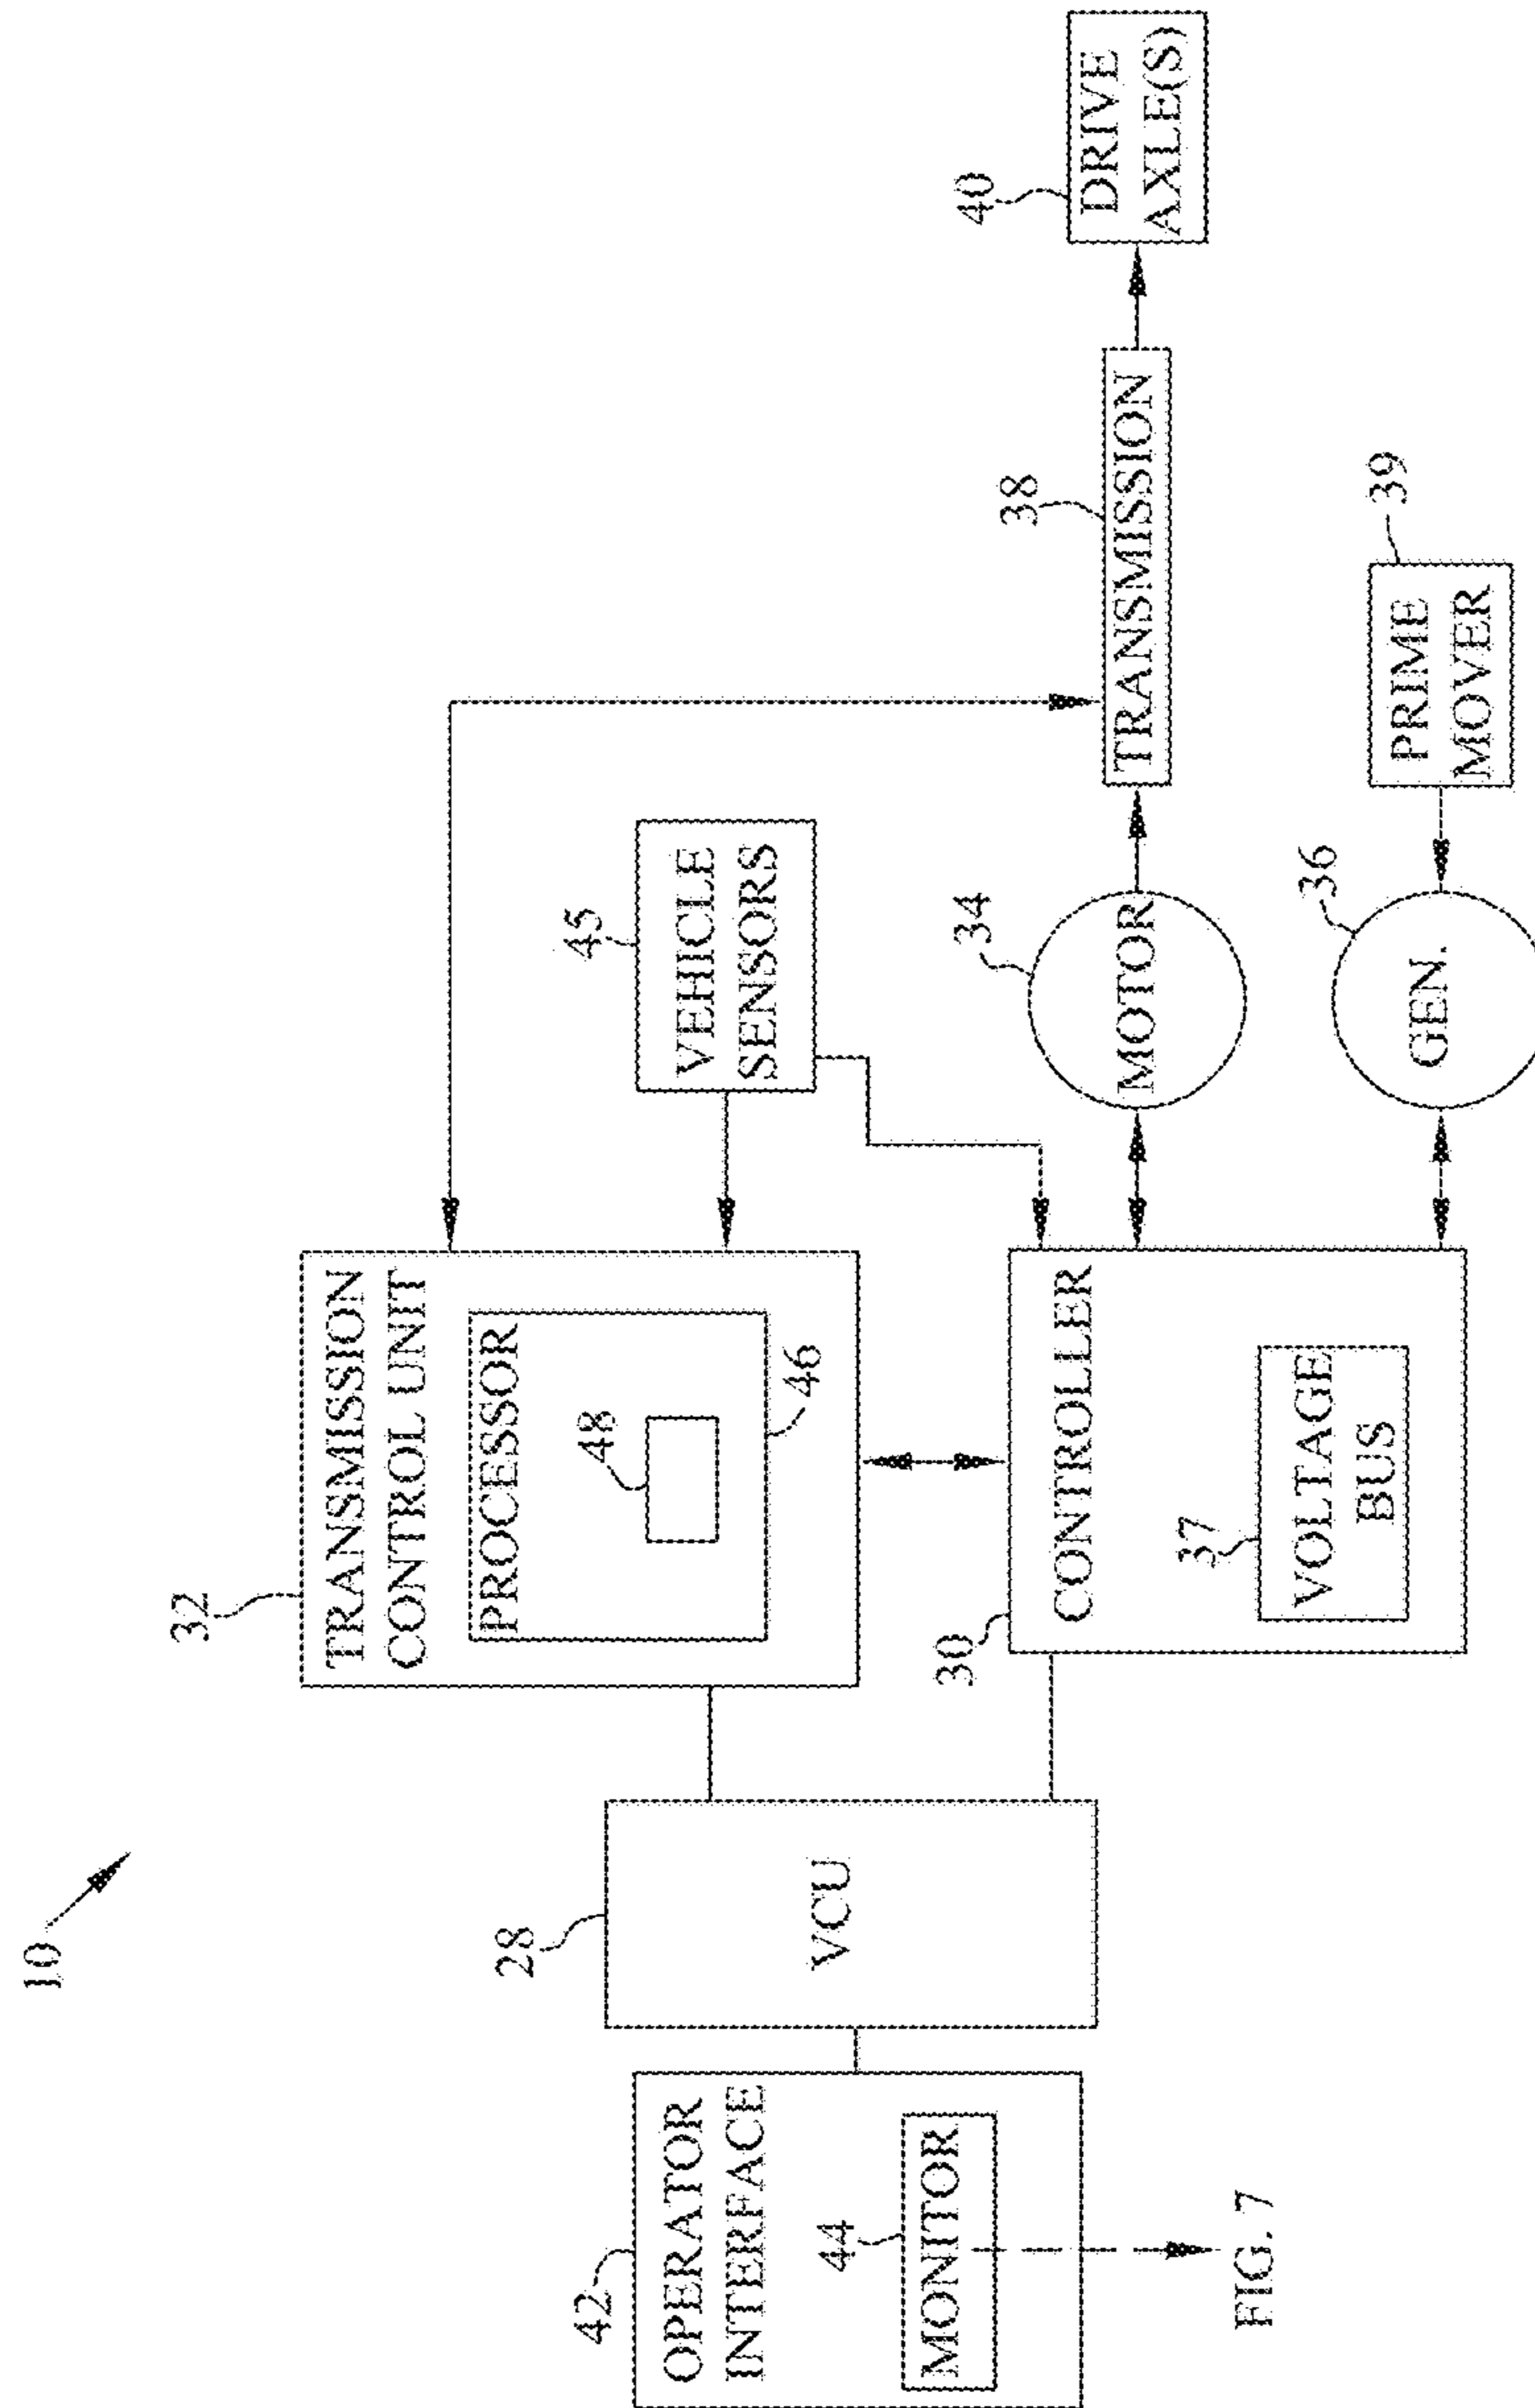 10
42
OPERATOR
INTERFACE
44
MONITOR
FIG. 7
28
VCU
32
TRANSMISSION
CONTROL UNIT
PROCESSOR
48
46
30
CONTROLLER
37
VOLTAGE
BUS
45
VEHICLE
SENSORS
34
MOTOR
36
GEN.
38
TRANSMISSION
39
PRIME
MOVER
40
DRIVE
AXLE(S)